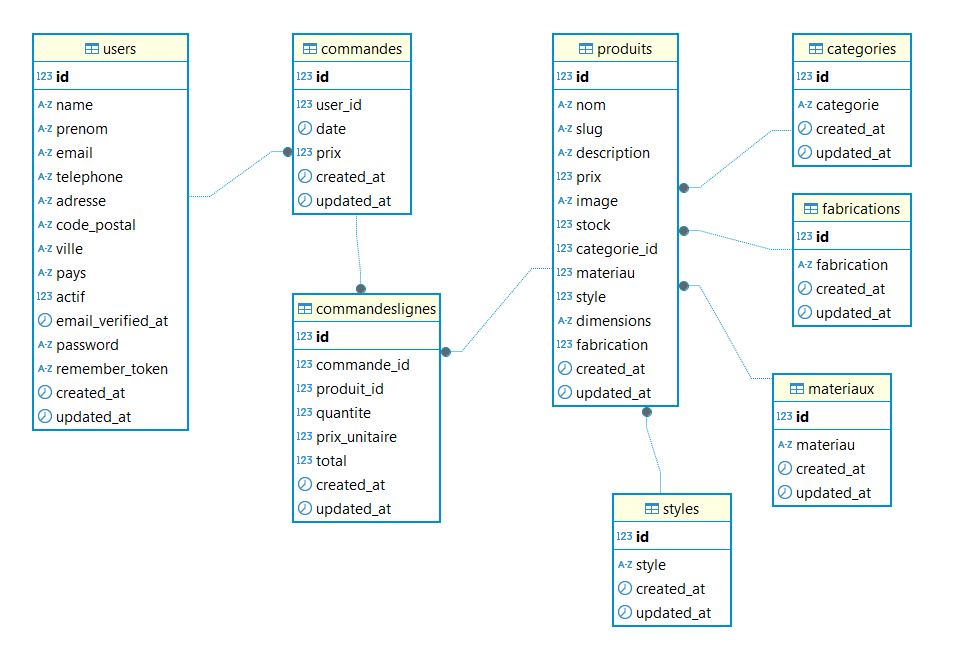 users
123 id
A-Z name
A-Z prenom
A-Z email
A-Z telephone
A-Z adresse
A-Z code_postal
A-Z ville
A-Z pays
123 actif
email_verified_at
A-Z password
A-Z remember_token
created_at
updated_at
commandes
123 id
123 user_id
date
123 prix
created_at
updated_at
commandeslignes
123 id
123 commande_id
123 produit_id
123 quantite
123 prix_unitaire
123 total
created_at
updated_at
produits
123 id
A-Z nom
A-Z slug
A-Z description
123 prix
A-Z image
123 stock
123 categorie_id
123 materiau
123 style
A-Z dimensions
123 fabrication
created_at
updated_at
categories
123 id
A-Z categorie
created_at
updated_at
fabrications
123 id
A-Z fabrication
created_at
updated_at
materiaux
123 id
A-Z materiau
created_at
updated_at
styles
123 id
A-Z style
created_at
updated_at